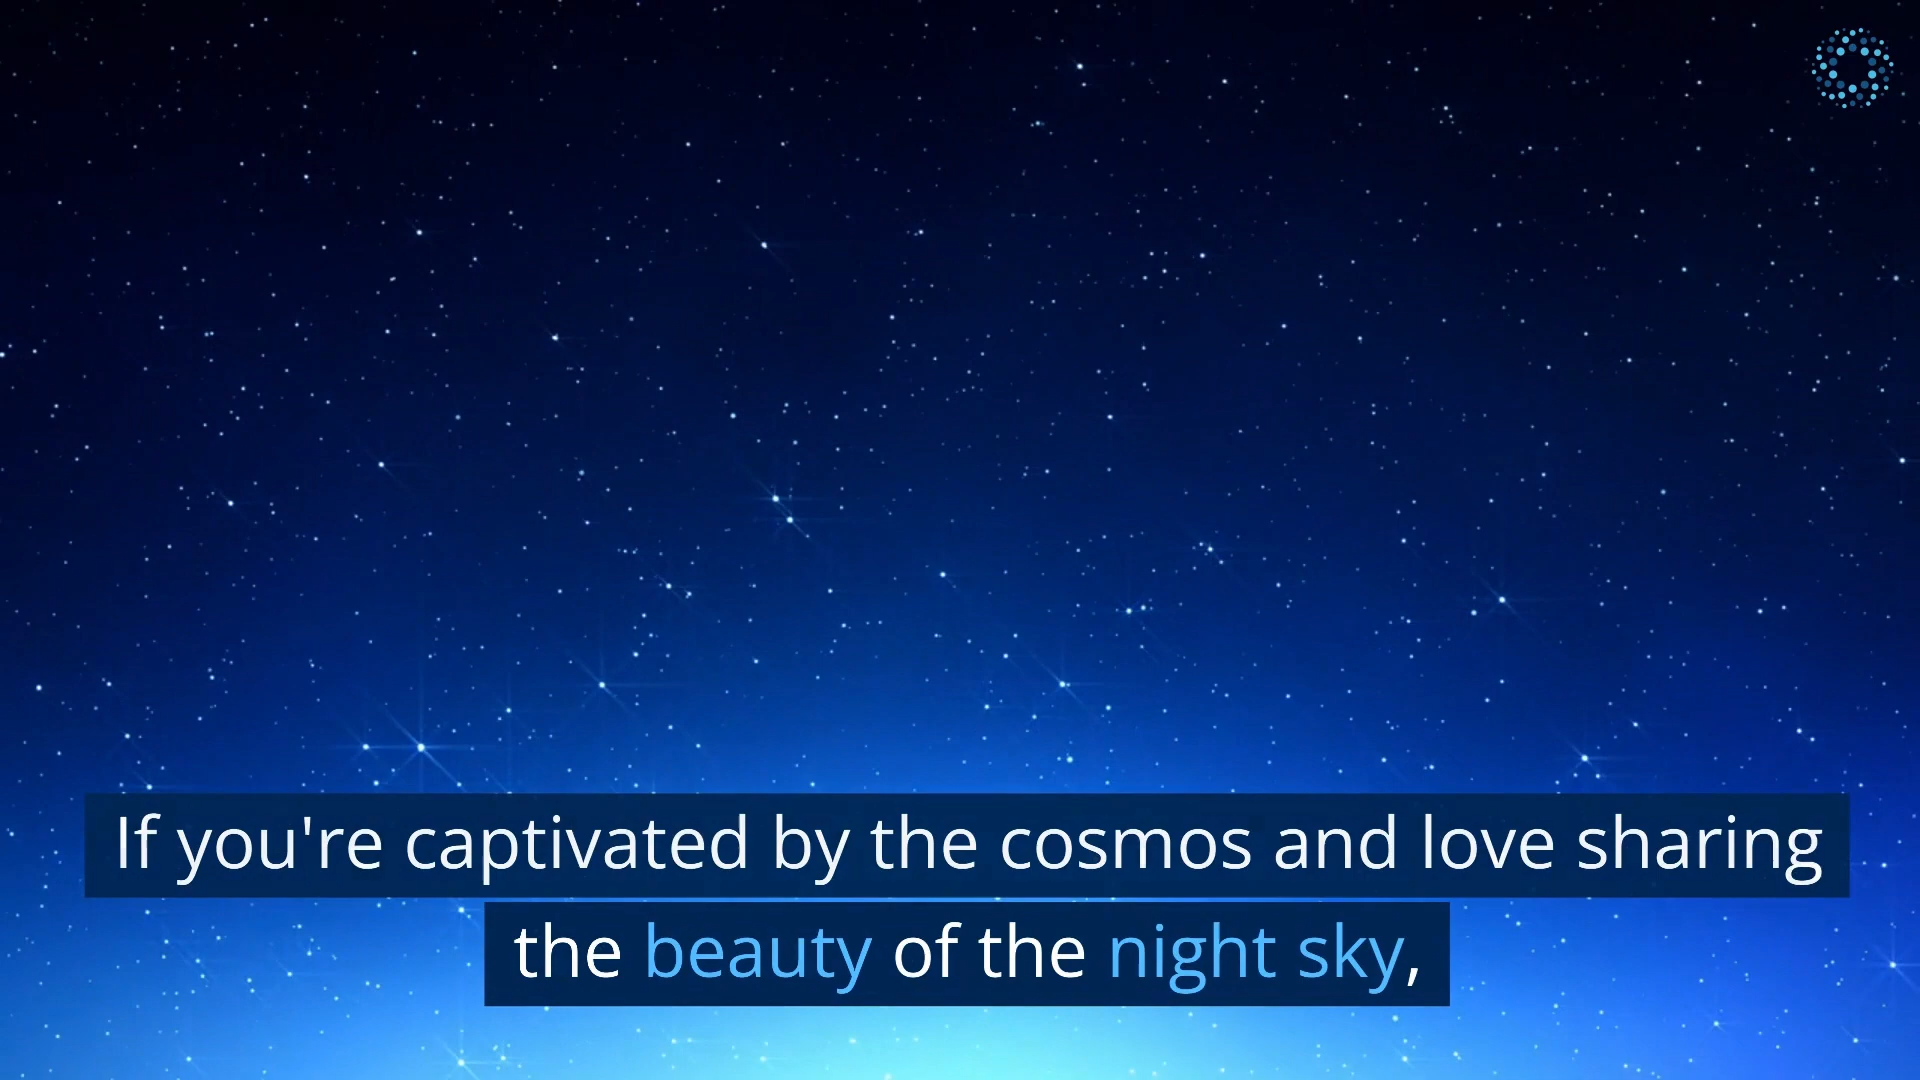 If you're captivated by the cosmos and love sharing
the beauty of the night sky,